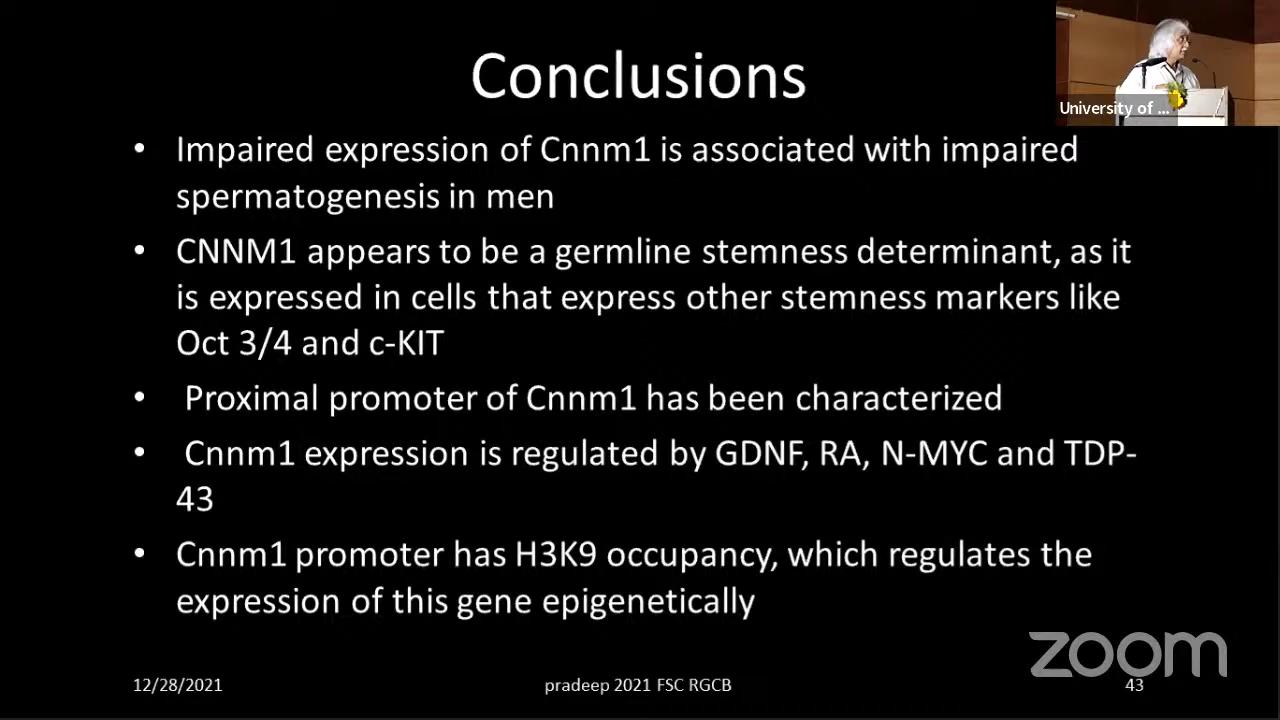 Conclusions
University of ...
• Impaired expression of Cnnm1 is associated with impaired
spermatogenesis in men
• CNNM1 appears to be a germline stemness determinant, as it
is expressed in cells that express other stemness markers like
Oct 3/4 and c-KIT
• Proximal promoter of Cnnm1 has been characterized
• Cnnm1 expression is regulated by GDNF, RA, N-MYC and TDP-
43
• Cnnm1 promoter has H3K9 occupancy, which regulates the
expression of this gene epigenetically
zoom
12/28/2021 pradeep 2021 FSC RGCB 43